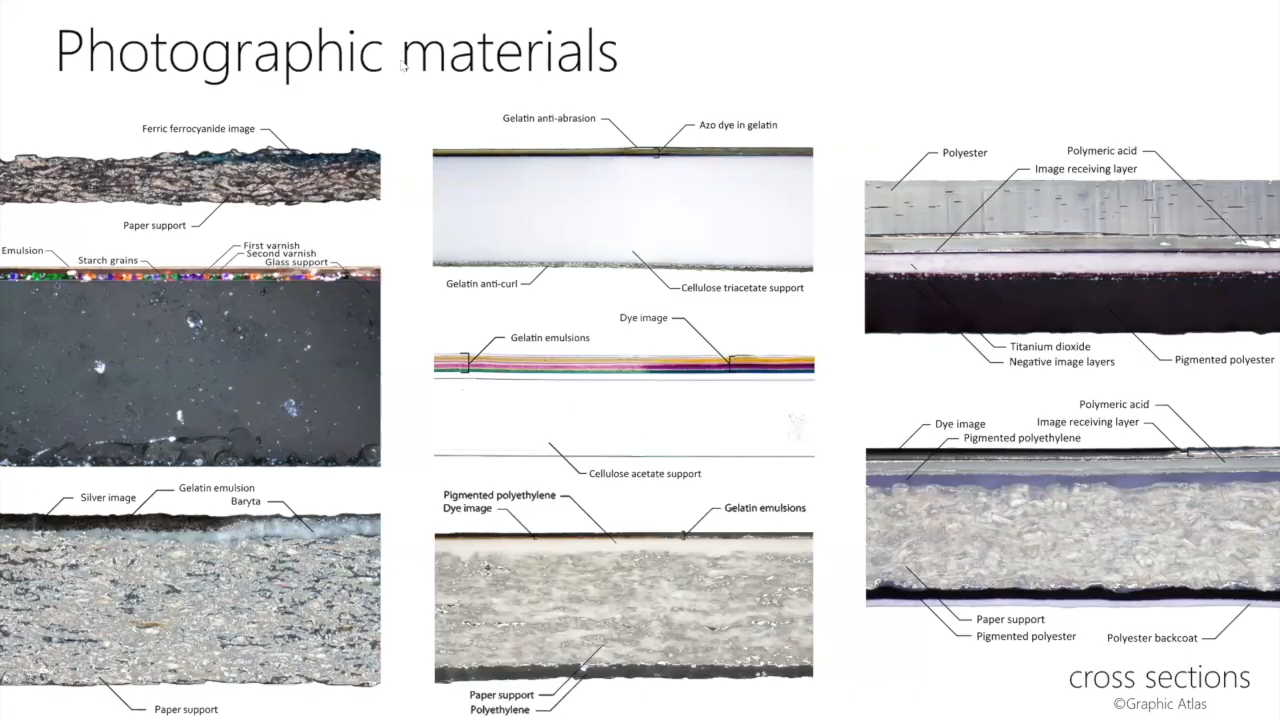 Photographic materials
Ferric ferrocyanide image
Paper support
Emulsion
Starch grains
First varnish
Second varnish
Glass support
Silver image
Gelatin emulsion
Baryta
Paper support
Gelatin anti-abrasion
Azo dye in gelatin
Gelatin anti-curl
Cellulose triacetate support
Dye image
Gelatin emulsions
Cellulose acetate support
Pigmented polyethylene
Dye image
Gelatin emulsions
Paper support
Polyethylene
Polyester
Polymeric acid
Image receiving layer
Titanium dioxide
Negative image layers
Pigmented polyester
Polymeric acid
Image receiving layer
Dye image
Pigmented polyethylene
Paper support
Pigmented polyester
Polyester backcoat
cross sections
©Graphic Atlas